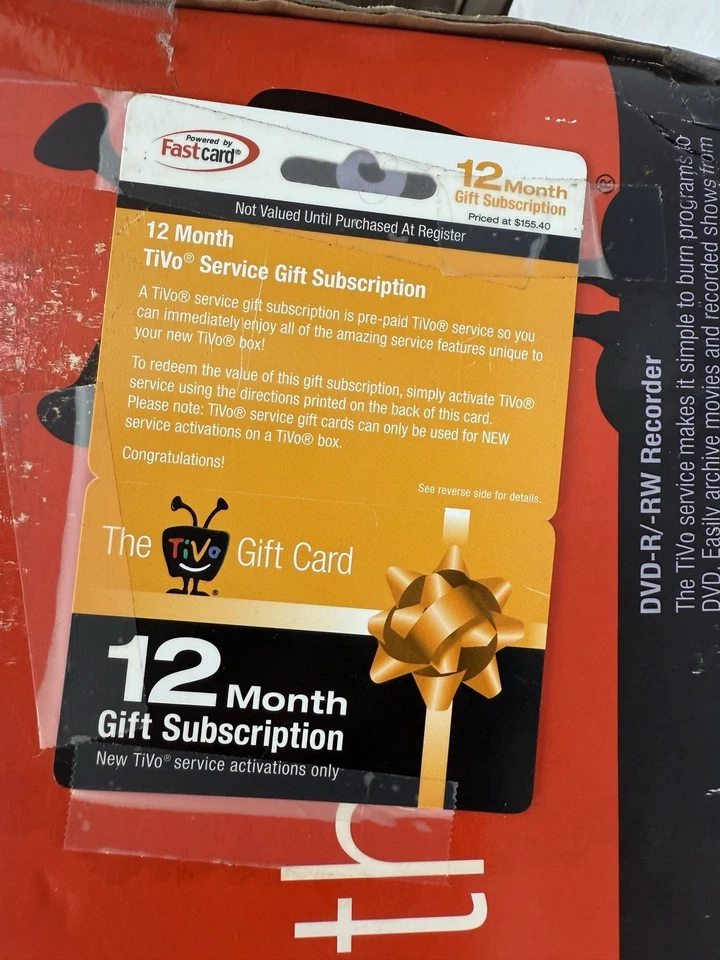 Powered by
Fastcard®
12 Month
Gift Subscription
Priced at $155.40
Not Valued Until Purchased At Register
12 Month
TiVo® Service Gift Subscription
A TiVo® service gift subscription is pre-paid TiVo® service so you
can immediately enjoy all of the amazing service features unique to
your new TiVo® box!
To redeem the value of this gift subscription, simply activate TiVo®
service using the directions printed on the back of this card.
Please note: TiVo® service gift cards can only be used for NEW
service activations on a TiVo® box.
Congratulations!
See reverse side for details.
The TiVo® Gift Card
12 Month
Gift Subscription
New TiVo® service activations only
®
th
DVD-R/-RW Recorder
The TiVo service makes it simple to burn programs to
DVD. Easily archive movies and recorded shows from